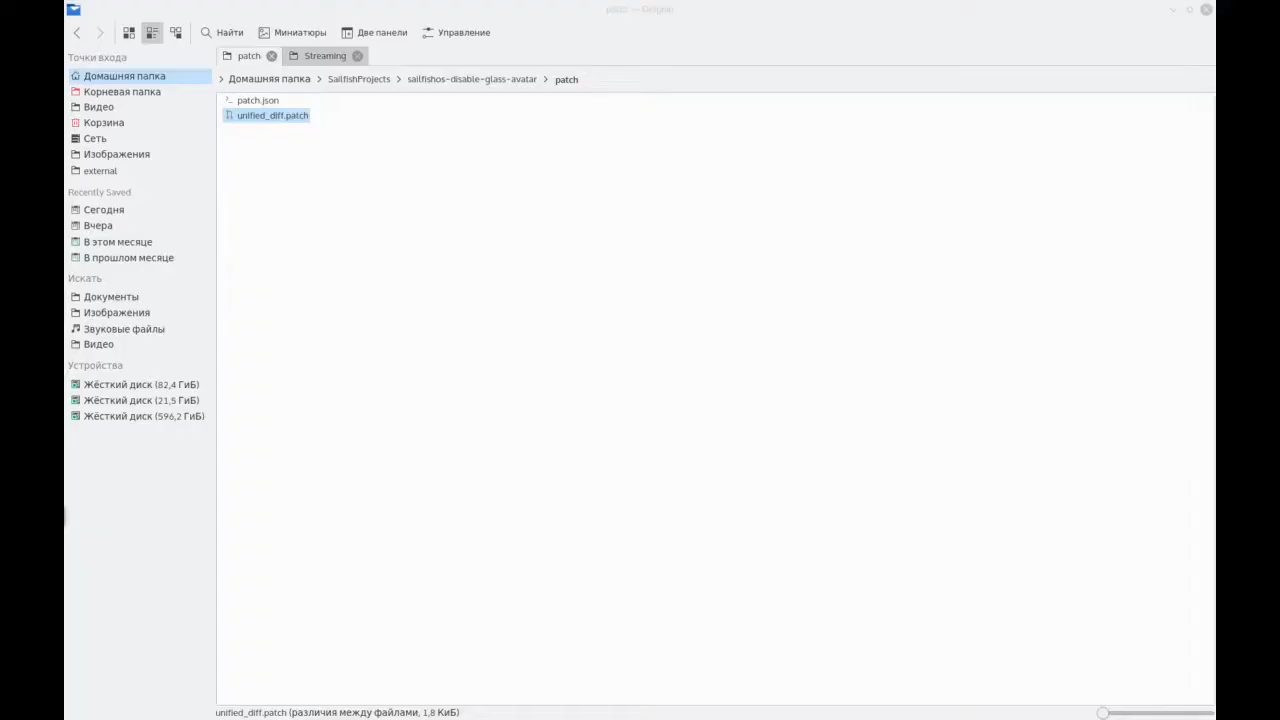 patch — Dolphin
Найти
Миниатюры
Две панели
Управление
Точки входа
Домашняя папка
Корневая папка
Видео
Корзина
Сеть
Изображения
external
Recently Saved
Сегодня
Вчера
В этом месяце
В прошлом месяце
Искать
Документы
Изображения
Звуковые файлы
Видео
Устройства
Жёсткий диск (82,4 ГиБ)
Жёсткий диск (21,5 ГиБ)
Жёсткий диск (596,2 ГиБ)
patch
Streaming
Домашняя папка
SailfishProjects
sailfishos-disable-glass-avatar
patch
patch.json
unified_diff.patch
unified_diff.patch (различия между файлами, 1,8 КиБ)